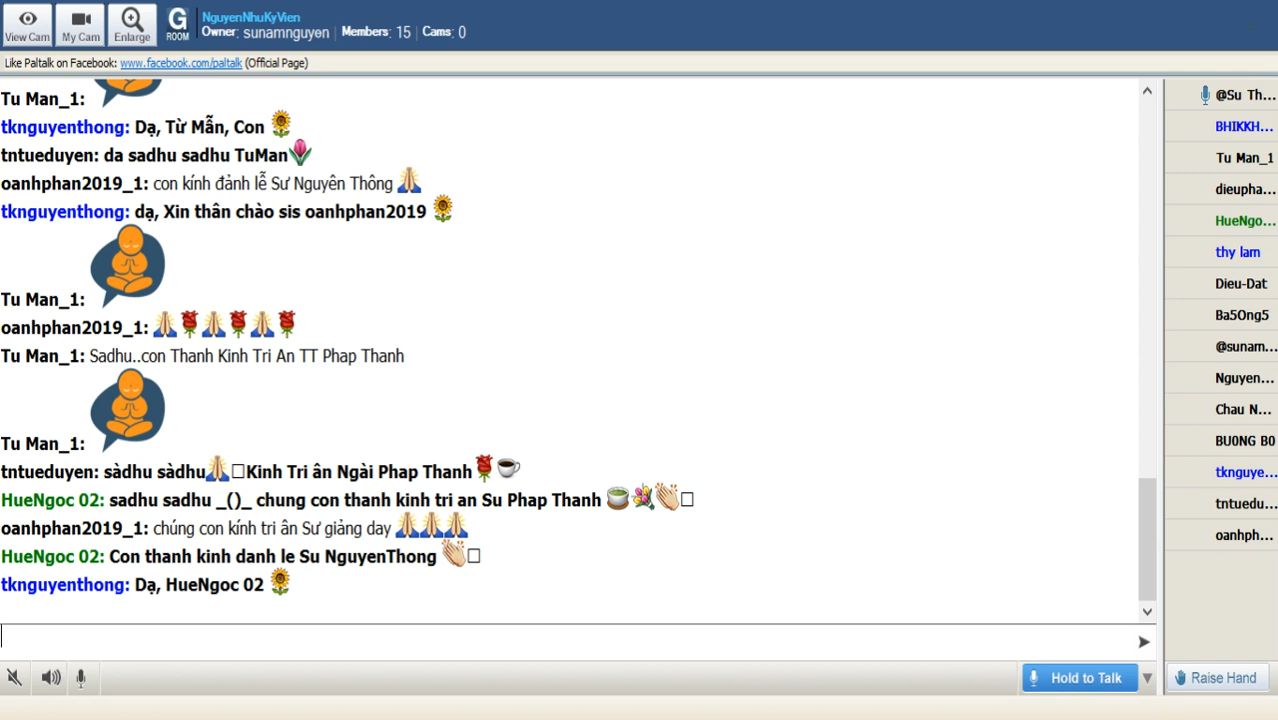 View Cam
My Cam
Enlarge
G
ROOM
NguyenNhuKyVien
Owner: sunamnguyen | Members: 15 | Cams: 0
Like Paltalk on Facebook: www.facebook.com/paltalk (Official Page)
Tu Man_1:
tknguyenthong: Dạ, Từ Mẫn, Con
tntueduyen: da sadhu sadhu TuMan
oanhphan2019_1: con kính đảnh lễ Sư Nguyên Thông
tknguyenthong: dạ, Xin thân chào sis oanhphan2019
Tu Man_1:
oanhphan2019_1:
Tu Man_1: Sadhu..con Thanh Kinh Tri An TT Phap Thanh
Tu Man_1:
tntueduyen: sàdhu sàdhu Kinh Tri ân Ngài Phap Thanh
HueNgoc 02: sadhu sadhu _()_ chung con thanh kinh tri an Su Phap Thanh
oanhphan2019_1: chúng con kính tri ân Sư giảng day
HueNgoc 02: Con thanh kinh danh le Su NguyenThong
tknguyenthong: Dạ, HueNgoc 02
Hold to Talk
@Su Th...
BHIKKH...
Tu Man_1
dieupha...
HueNgo...
thy lam
Dieu-Dat
Ba5Ong5
@sunam...
Nguyen...
Chau N...
BU0NG B0
tknguye...
tntuedu...
oanhph...
Raise Hand